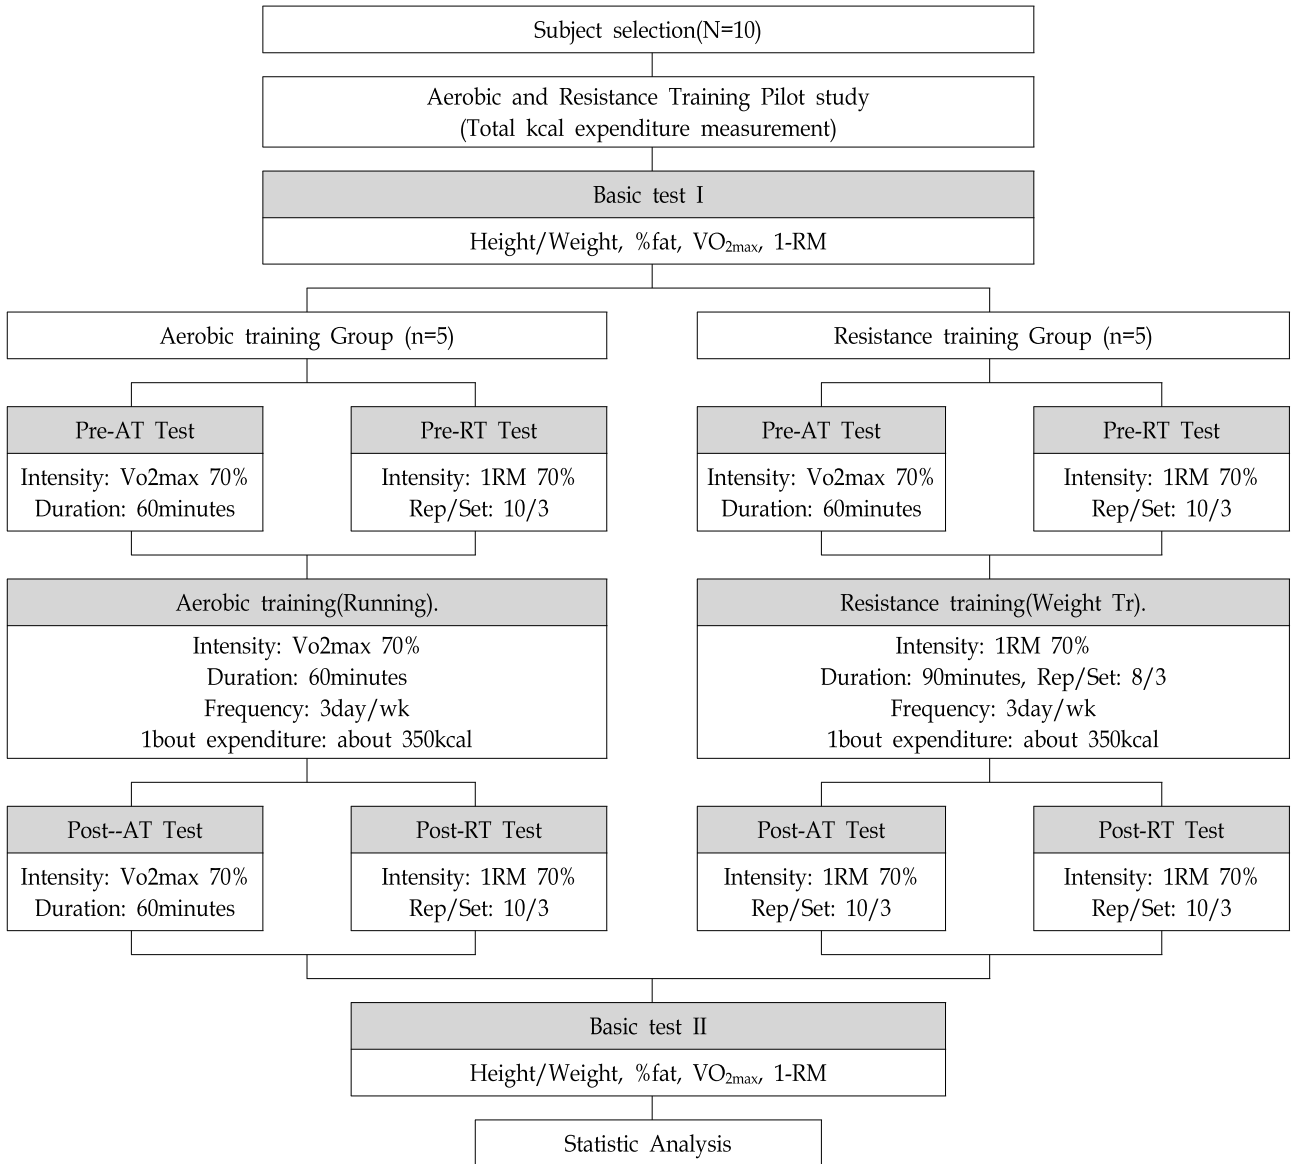 Subject selection(N=10)
Aerobic and Resistance Training Pilot study
(Total kcal expenditure measurement)
Basic test I
Height/Weight, %fat, VO2max, 1-RM
Aerobic training Group (n=5)
Resistance training Group (n=5)
Pre-AT Test
Intensity: Vo2max 70%
Duration: 60minutes
Pre-RT Test
Intensity: 1RM 70%
Rep/Set: 10/3
Pre-AT Test
Intensity: Vo2max 70%
Duration: 60minutes
Pre-RT Test
Intensity: 1RM 70%
Rep/Set: 10/3
Aerobic training(Running).
Intensity: Vo2max 70%
Duration: 60minutes
Frequency: 3day/wk
1bout expenditure: about 350kcal
Resistance training(Weight Tr).
Intensity: 1RM 70%
Duration: 90minutes, Rep/Set: 8/3
Frequency: 3day/wk
1bout expenditure: about 350kcal
Post--AT Test
Intensity: Vo2max 70%
Duration: 60minutes
Post-RT Test
Intensity: 1RM 70%
Rep/Set: 10/3
Post-AT Test
Intensity: 1RM 70%
Rep/Set: 10/3
Post-RT Test
Intensity: 1RM 70%
Rep/Set: 10/3
Basic test II
Height/Weight, %fat, VO2max, 1-RM
Statistic Analysis